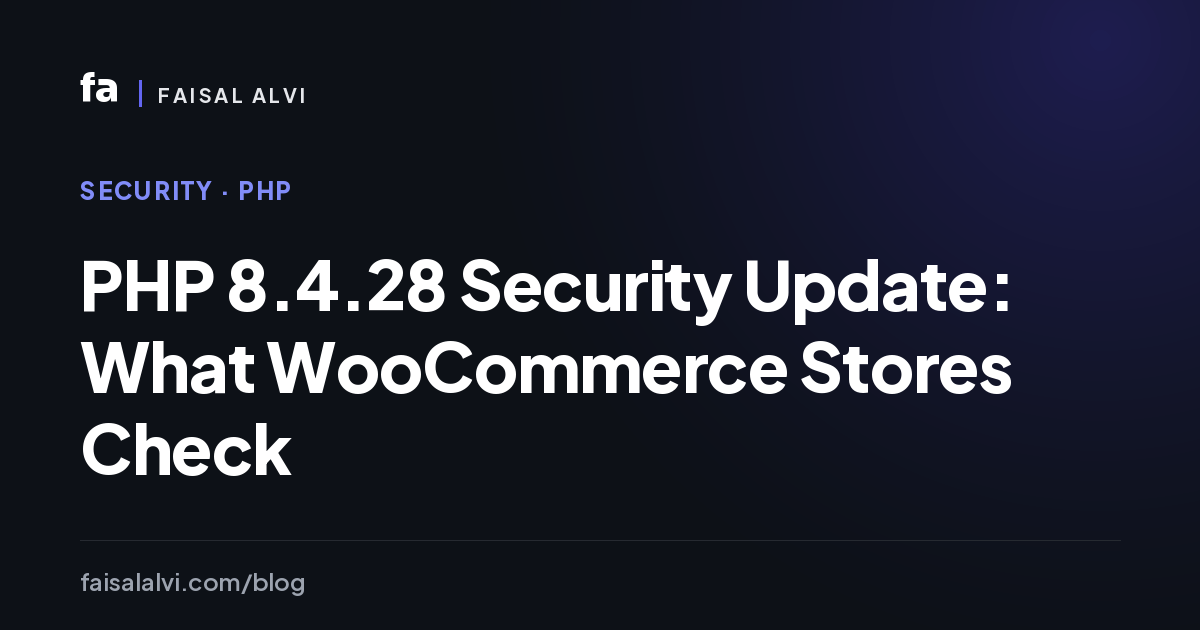 fa | FAISAL ALVI
SECURITY · PHP
PHP 8.4.28 Security Update:
What WooCommerce Stores
Check
faisalalvi.com/blog